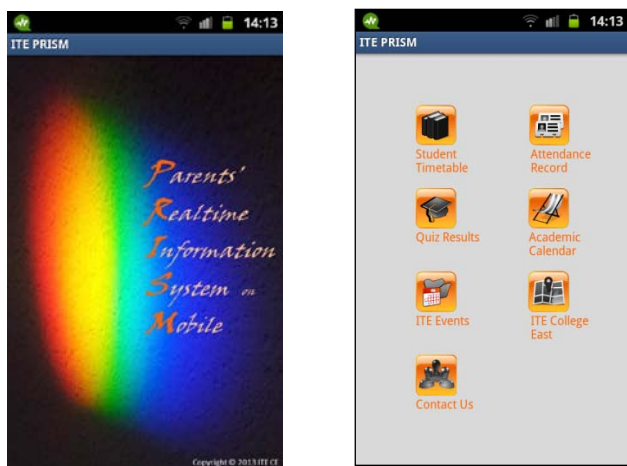 14:13
ITE PRISM
Parents'
Realtime
Information
System on
Mobile
Copyright © 2013 ITE CE
14:13
ITE PRISM
Student
Timetable
Attendance
Record
Quiz Results
Academic
Calendar
ITE Events
ITE College
East
Contact Us